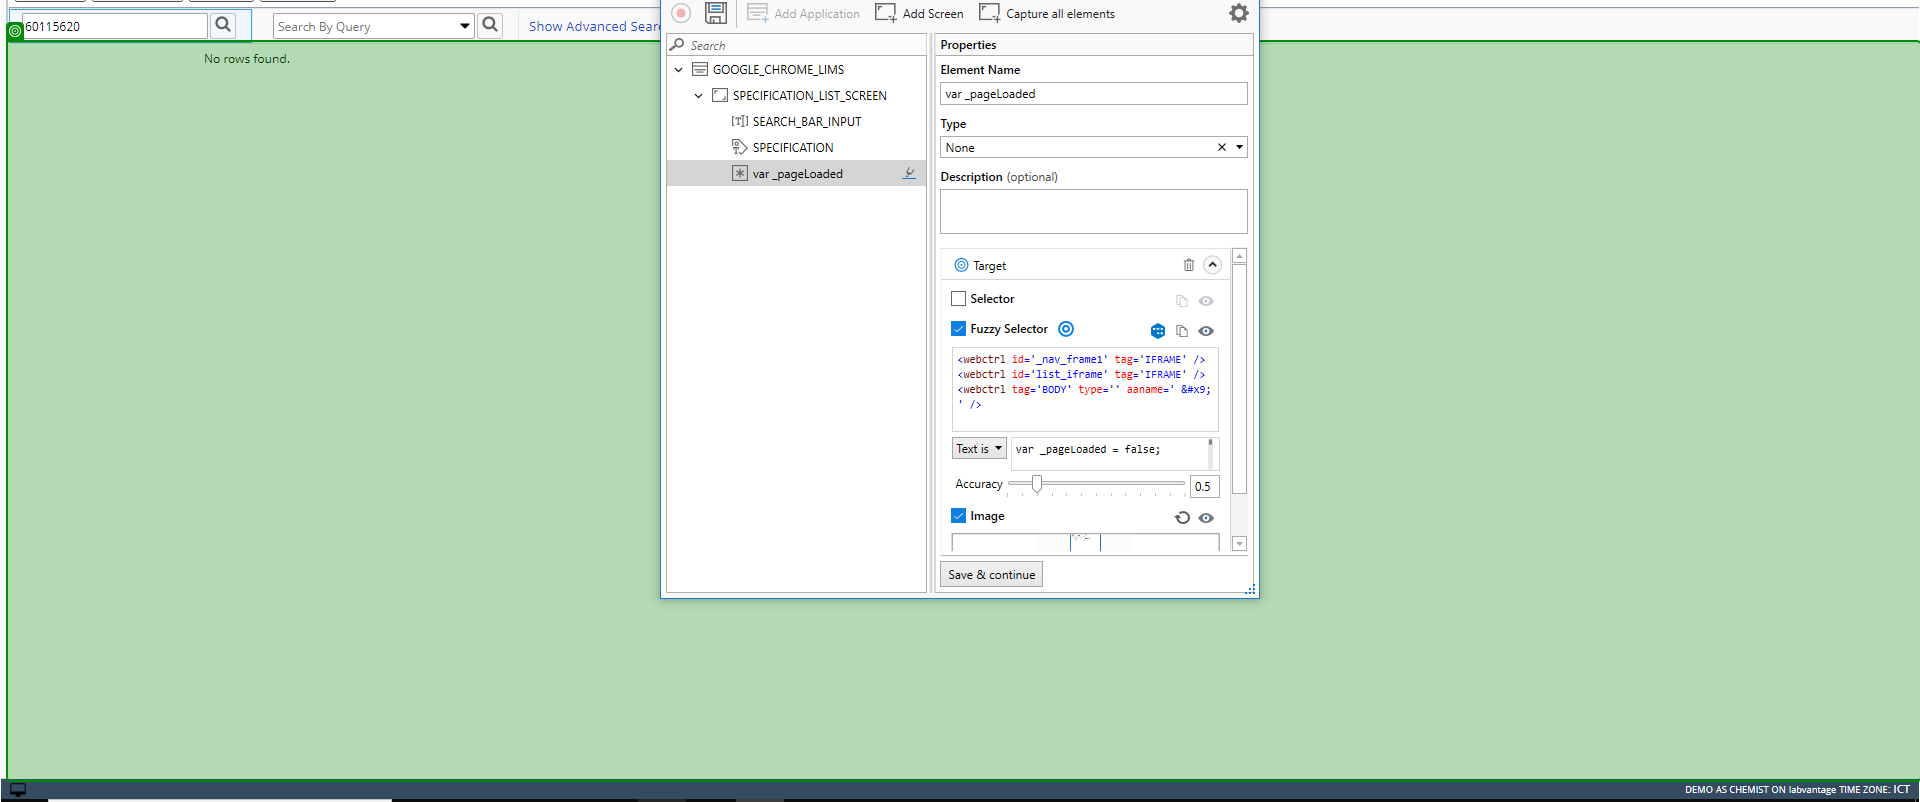 60115620
Search By Query
Show Advanced Sear
No rows found.
Add Application
Add Screen
Capture all elements
Search
GOOGLE_CHROME_LIMS
SPECIFICATION_LIST_SCREEN
SEARCH_BAR_INPUT
SPECIFICATION
var _pageLoaded
Properties
Element Name
var _pageLoaded
Type
None
Description (optional)
Target
Selector
Fuzzy Selector
<webctrl id='_nav_frame1' tag='IFRAME' />
<webctrl id='list_iframe' tag='IFRAME' />
<webctrl tag='BODY' type='' aaname=' &#x9;
' />
Text is
var _pageLoaded = false;
Accuracy
0.5
Image
Save & continue
DEMO AS CHEMIST ON labvantage TIME ZONE: ICT